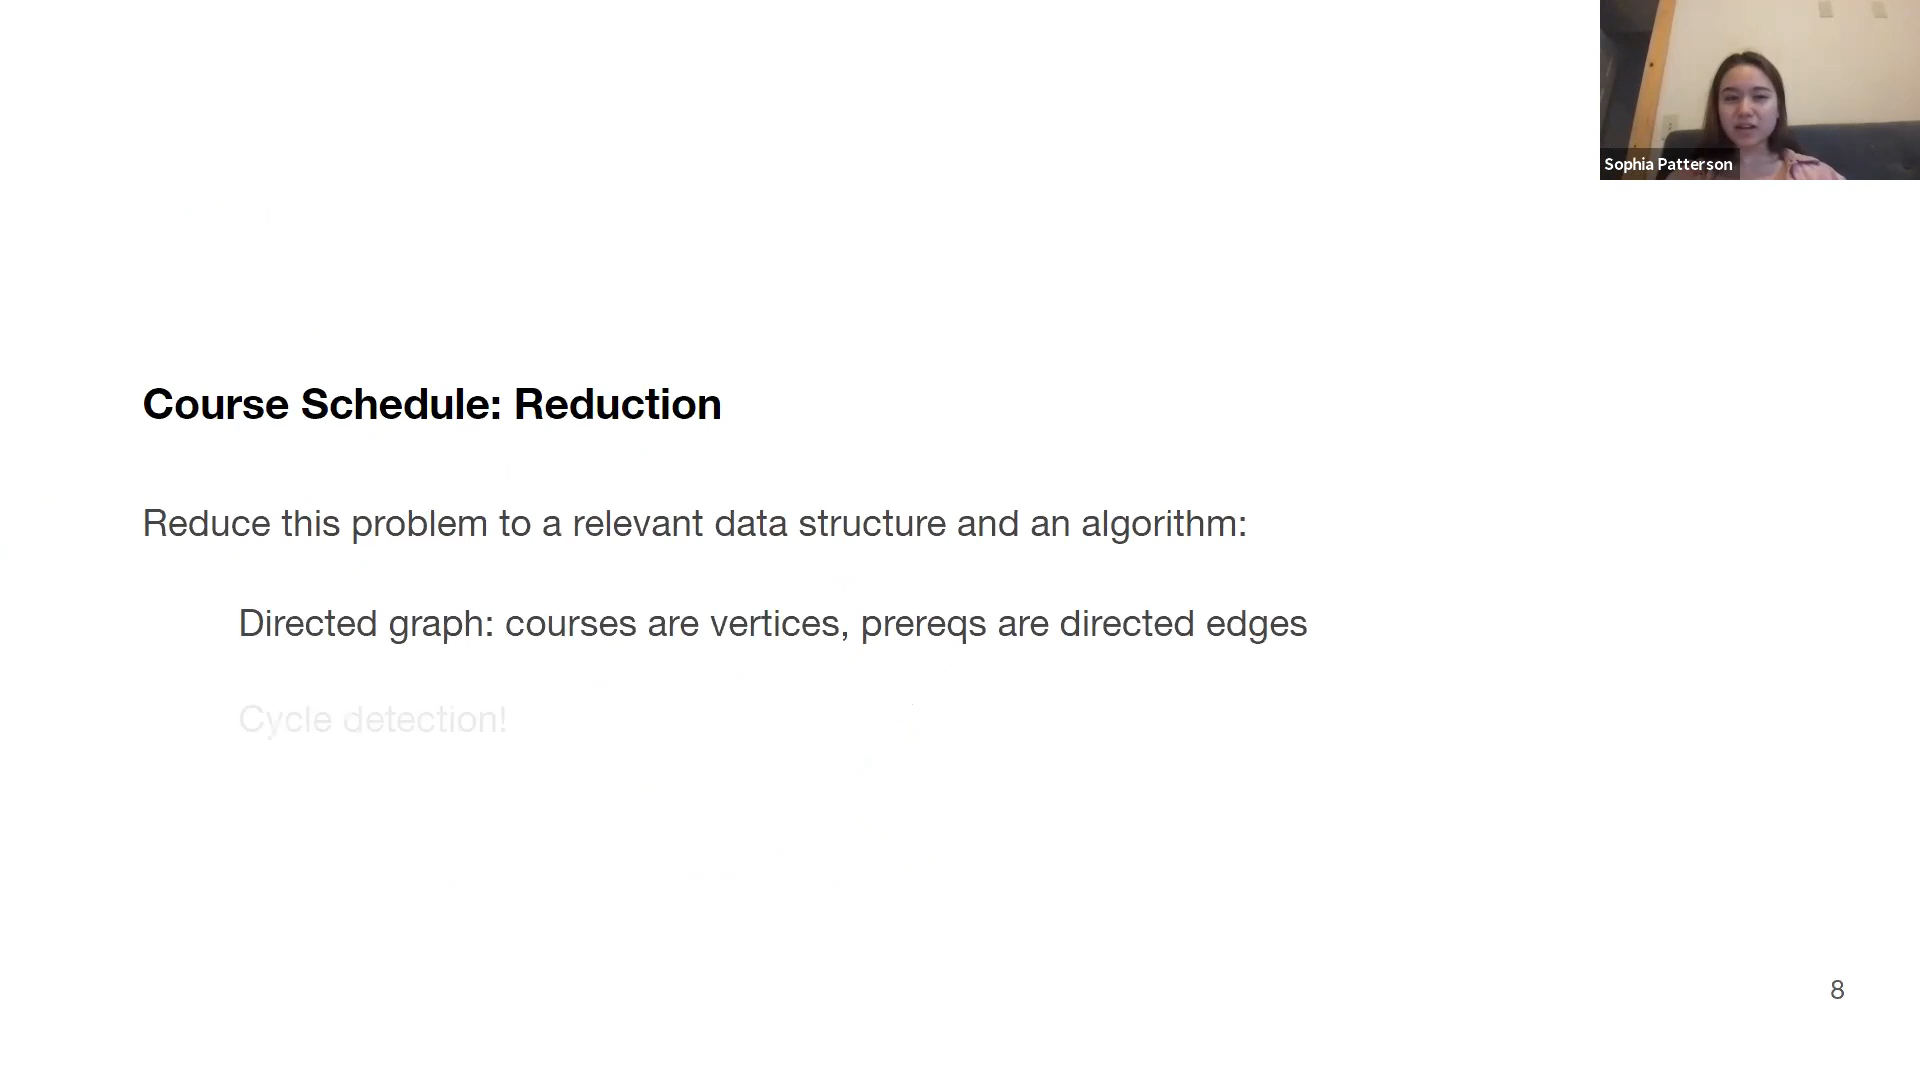 Sophia Patterson
Course Schedule: Reduction
Reduce this problem to a relevant data structure and an algorithm:
Directed graph: courses are vertices, prereqs are directed edges
Cycle detection!
8